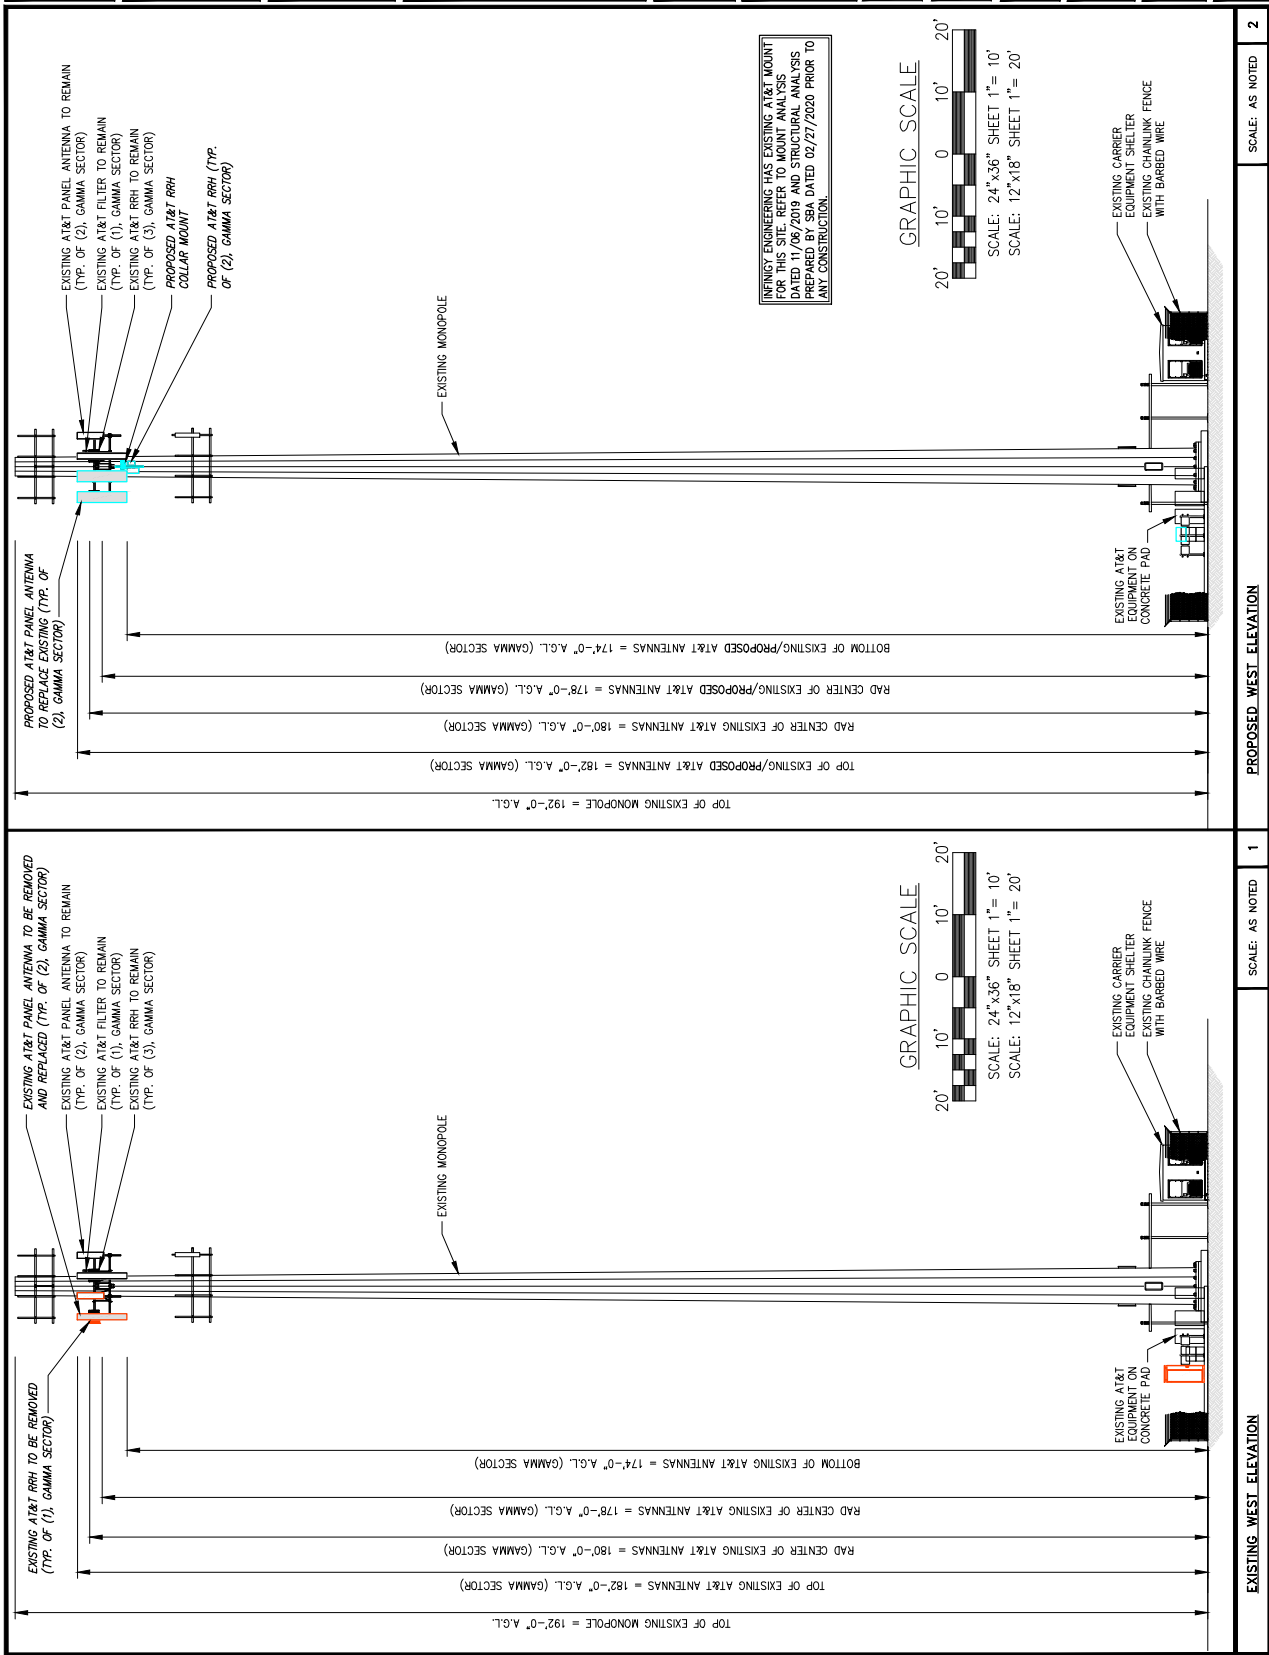 EXISTING AT&T RRH TO BE REMOVED
(TYP. OF (1), GAMMA SECTOR)
EXISTING AT&T PANEL ANTENNA TO BE REMOVED
AND REPLACED (TYP. OF (2), GAMMA SECTOR)
EXISTING AT&T PANEL ANTENNA TO REMAIN
(TYP. OF (2), GAMMA SECTOR)
EXISTING AT&T FILTER TO REMAIN
(TYP. OF (1), GAMMA SECTOR)
EXISTING AT&T RRH TO REMAIN
(TYP. OF (3), GAMMA SECTOR)
EXISTING MONOPOLE
TOP OF EXISTING MONOPOLE = 192'-0" A.G.L.
TOP OF EXISTING AT&T ANTENNAS = 182'-0" A.G.L. (GAMMA SECTOR)
RAD CENTER OF EXISTING AT&T ANTENNAS = 180'-0" A.G.L. (GAMMA SECTOR)
RAD CENTER OF EXISTING AT&T ANTENNAS = 178'-0" A.G.L. (GAMMA SECTOR)
BOTTOM OF EXISTING AT&T ANTENNAS = 174'-0" A.G.L. (GAMMA SECTOR)
GRAPHIC SCALE
20' 10' 0 10' 20'
SCALE: 24"x36" SHEET 1"= 10'
SCALE: 12"x18" SHEET 1"= 20'
EXISTING AT&T
EQUIPMENT ON
CONCRETE PAD
EXISTING CARRIER
EQUIPMENT SHELTER
EXISTING CHAINLINK FENCE
WITH BARBED WIRE
EXISTING WEST ELEVATION
SCALE: AS NOTED
1
PROPOSED AT&T PANEL ANTENNA
TO REPLACE EXISTING (TYP. OF
(2), GAMMA SECTOR)
EXISTING AT&T PANEL ANTENNA TO REMAIN
(TYP. OF (2), GAMMA SECTOR)
EXISTING AT&T FILTER TO REMAIN
(TYP. OF (1), GAMMA SECTOR)
EXISTING AT&T RRH TO REMAIN
(TYP. OF (3), GAMMA SECTOR)
PROPOSED AT&T RRH
COLLAR MOUNT
PROPOSED AT&T RRH (TYP.
OF (2), GAMMA SECTOR)
EXISTING MONOPOLE
TOP OF EXISTING MONOPOLE = 192'-0" A.G.L.
TOP OF EXISTING/PROPOSED AT&T ANTENNAS = 182'-0" A.G.L. (GAMMA SECTOR)
RAD CENTER OF EXISTING AT&T ANTENNAS = 180'-0" A.G.L. (GAMMA SECTOR)
RAD CENTER OF EXISTING/PROPOSED AT&T ANTENNAS = 178'-0" A.G.L. (GAMMA SECTOR)
BOTTOM OF EXISTING/PROPOSED AT&T ANTENNAS = 174'-0" A.G.L. (GAMMA SECTOR)
INFINIGY ENGINEERING HAS EXISTING AT&T MOUNT
FOR THIS SITE. REFER TO MOUNT ANALYSIS
DATED 11/06/2019 AND STRUCTURAL ANALYSIS
PREPARED BY SBA DATED 02/27/2020 PRIOR TO
ANY CONSTRUCTION.
GRAPHIC SCALE
20' 10' 0 10' 20'
SCALE: 24"x36" SHEET 1"= 10'
SCALE: 12"x18" SHEET 1"= 20'
EXISTING AT&T
EQUIPMENT ON
CONCRETE PAD
EXISTING CARRIER
EQUIPMENT SHELTER
EXISTING CHAINLINK FENCE
WITH BARBED WIRE
PROPOSED WEST ELEVATION
SCALE: AS NOTED
2